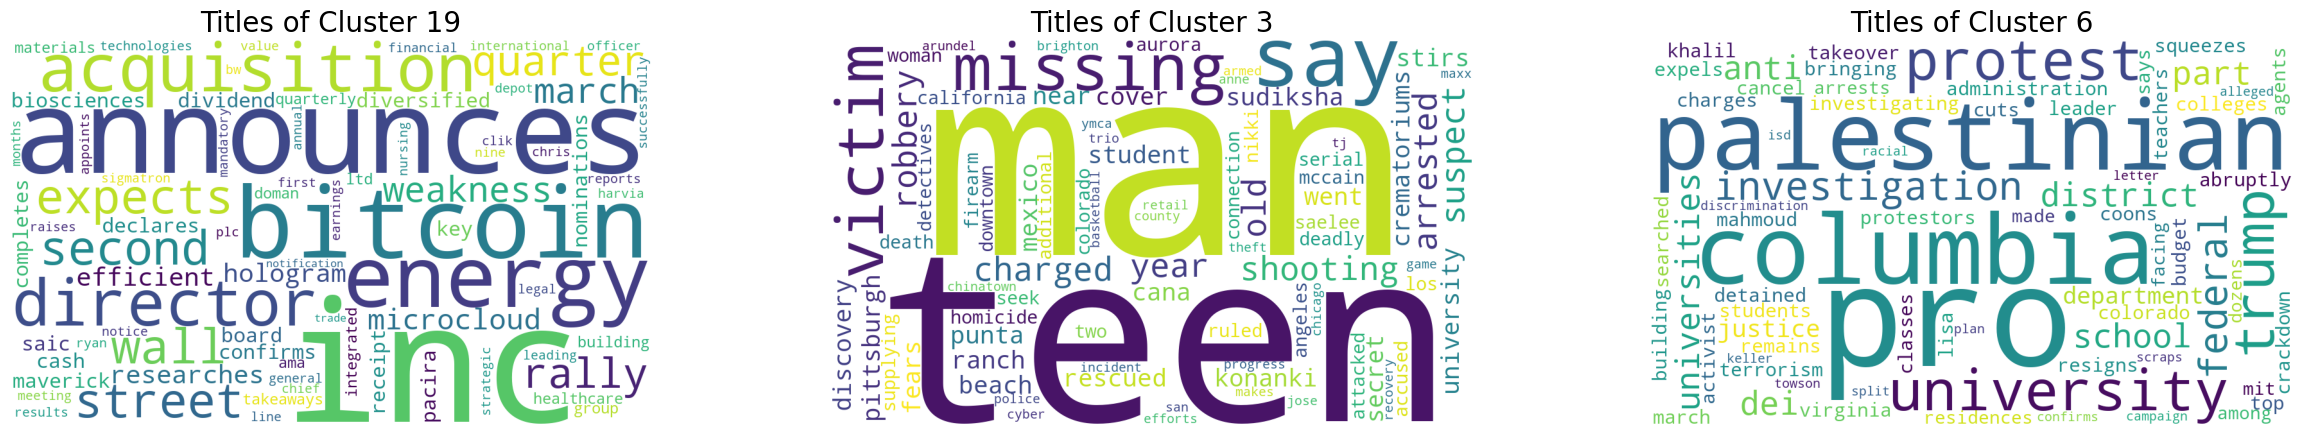 Titles of Cluster 19
materials technologies value financial international officer
acquisition quarter
bw depot successfully
biosciences dividend quarterly diversified march
announces
months appoints mandatory annual nursing clik nine chris nominations
sigmatron first ltd weakness reports
completes expects doman earnings harvia
raises declares plc bitcoin key
second notification
efficient hologram energy legal
director trade microcloud
notice board integrated receipt
saic ryan wall confirms inc leading building
cash ama pacira strategic rally
maverick researches general healthcare
meeting chief takeaways group
results street line
Titles of Cluster 3
woman arundel brighton aurora say stirs
missing armed anne maxx
victim robbery california near cover sudiksha crematoriums
man
detectives firearm downtown ymca trio student connection nikki tj serial arrested suspect
mexico additional colorado basketball retail county old mccain went
death saelee deadly theft
charged year shooting game
discovery pittsburgh chinatown seek cana los
homicide punta two ruled angeles chicago university
supplying fears ranch teen incident progress attacked secret accused
beach rescued konanki recovery
police cyber makes san jose efforts
Titles of Cluster 6
khalil takeover protest says squeezes
expels anti bringing part alleged agents
cancel arrests administration teachers
charges investigating cuts leader colleges
palestinian
isd racial
investigation letter abruptly
discrimination district
searched universities mahmoud protestors made coons
columbia facing budget federal trump
detained department dozens
building activist students classes lisa plan colorado crackdown
justice pro school
remains keller resigns scraps
terrorism towson mit
dei virginia split university top
march residences confirms campaign among